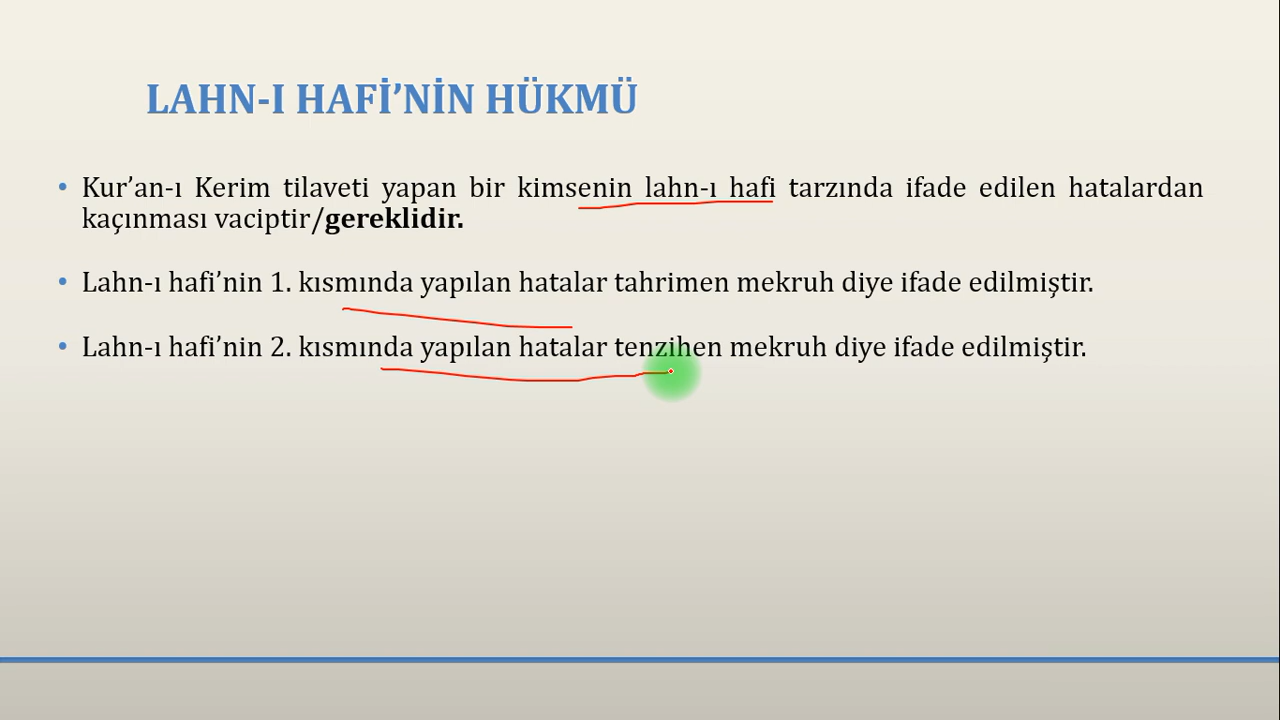 LAHN-I HAFİ’NİN HÜKMÜ
• Kur’an-ı Kerim tilaveti yapan bir kimsenin lahn-ı hafi tarzında ifade edilen hatalardan
kaçınması vaciptir/gereklidir.
• Lahn-ı hafi’nin 1. kısmında yapılan hatalar tahrimen mekruh diye ifade edilmiştir.
• Lahn-ı hafi’nin 2. kısmında yapılan hatalar tenzihen mekruh diye ifade edilmiştir.